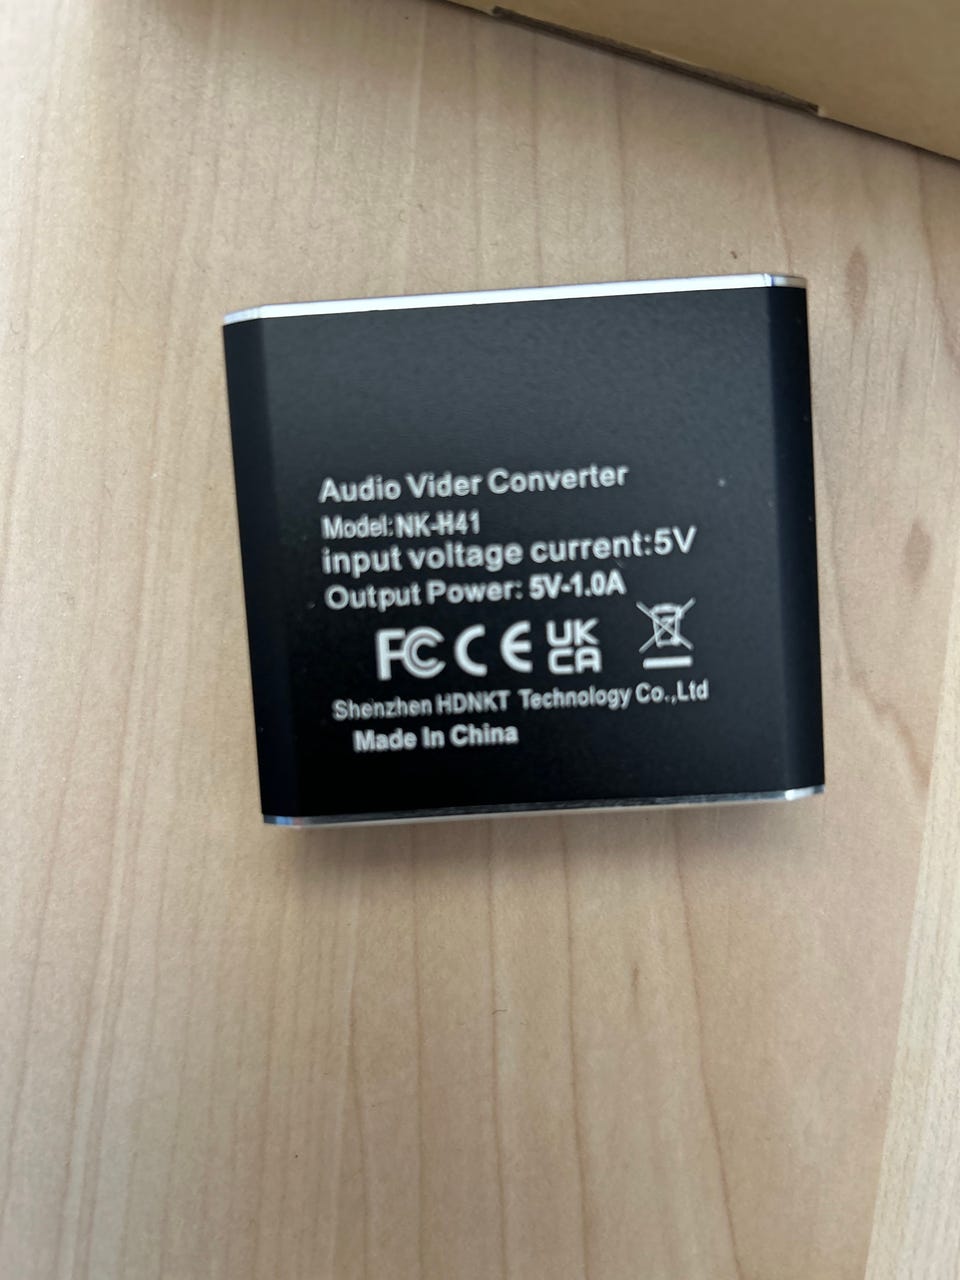 Audio Vider Converter
Model:NK-H41
input voltage current:5V
Output Power: 5V-1.0A
FC CE UK CA
Shenzhen HDNKT Technology Co.,Ltd
Made In China